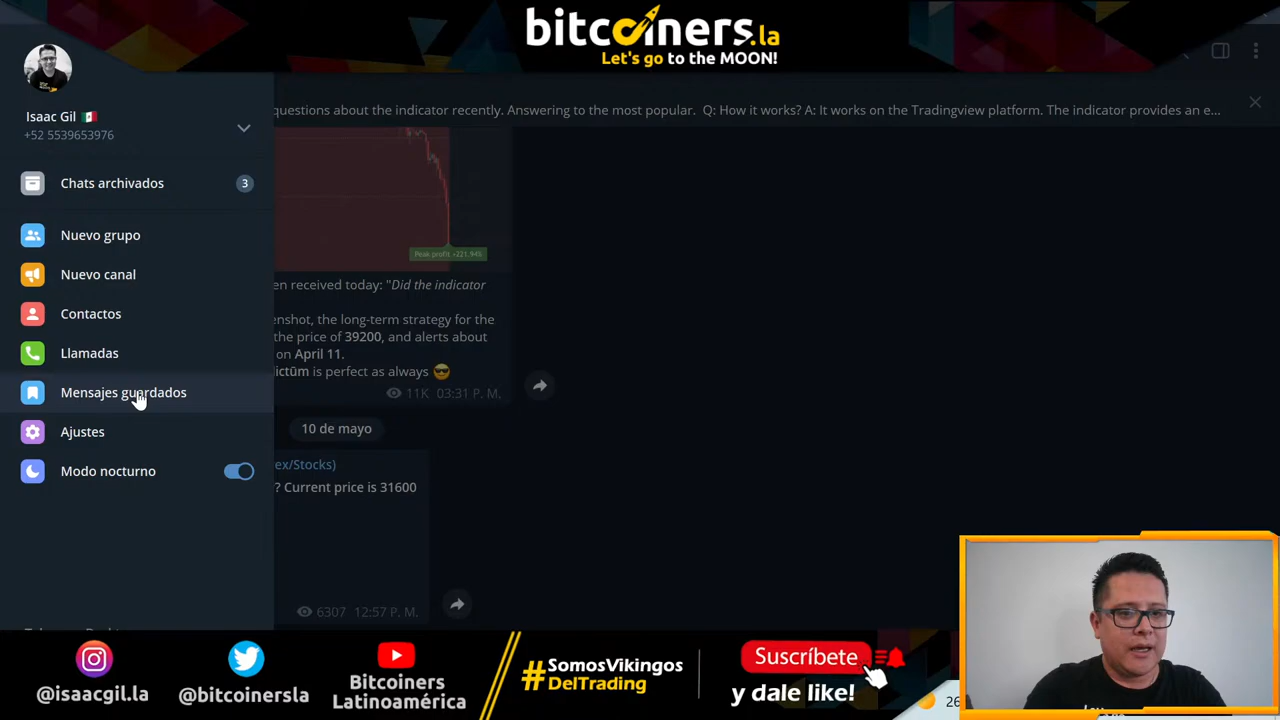 bitcoiners.la
Let's go to the MOON!
Isaac Gil
+52 5539653976
questions about the indicator recently. Answering to the most popular. Q: How it works? A: It works on the Tradingview platform. The indicator provides an e...
Chats archivados
3
Nuevo grupo
Nuevo canal
Contactos
Llamadas
Mensajes guardados
Ajustes
Modo nocturno
Peak profit +221.94%
en received today: "Did the indicator
enshot, the long-term strategy for the
the price of 39200, and alerts about
on April 11.
ictūm is perfect as always 😎
11K 03:31 P. M.
10 de mayo
ex/Stocks)
? Current price is 31600
6307 12:57 P. M.
@isaacgil.la
@bitcoinersla
Bitcoiners
Latinoamérica
#SomosVikingos
DelTrading
Suscríbete
y dale like!
26